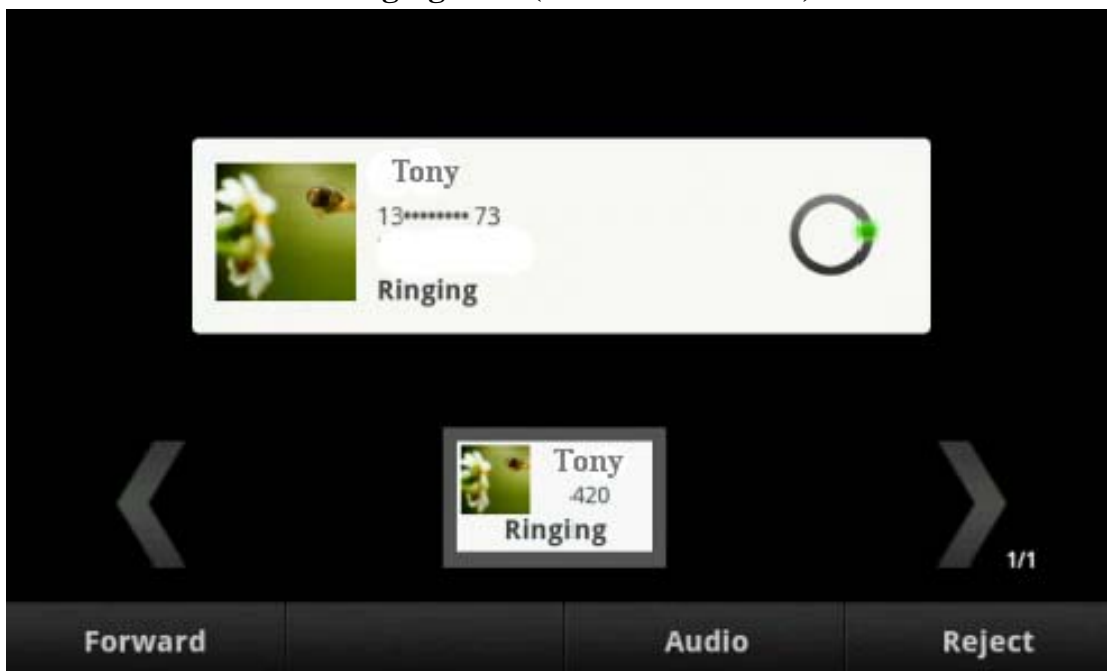 Tony
13•••••••• 73
Ringing
Tony
420
Ringing
1/1
Forward Audio Reject